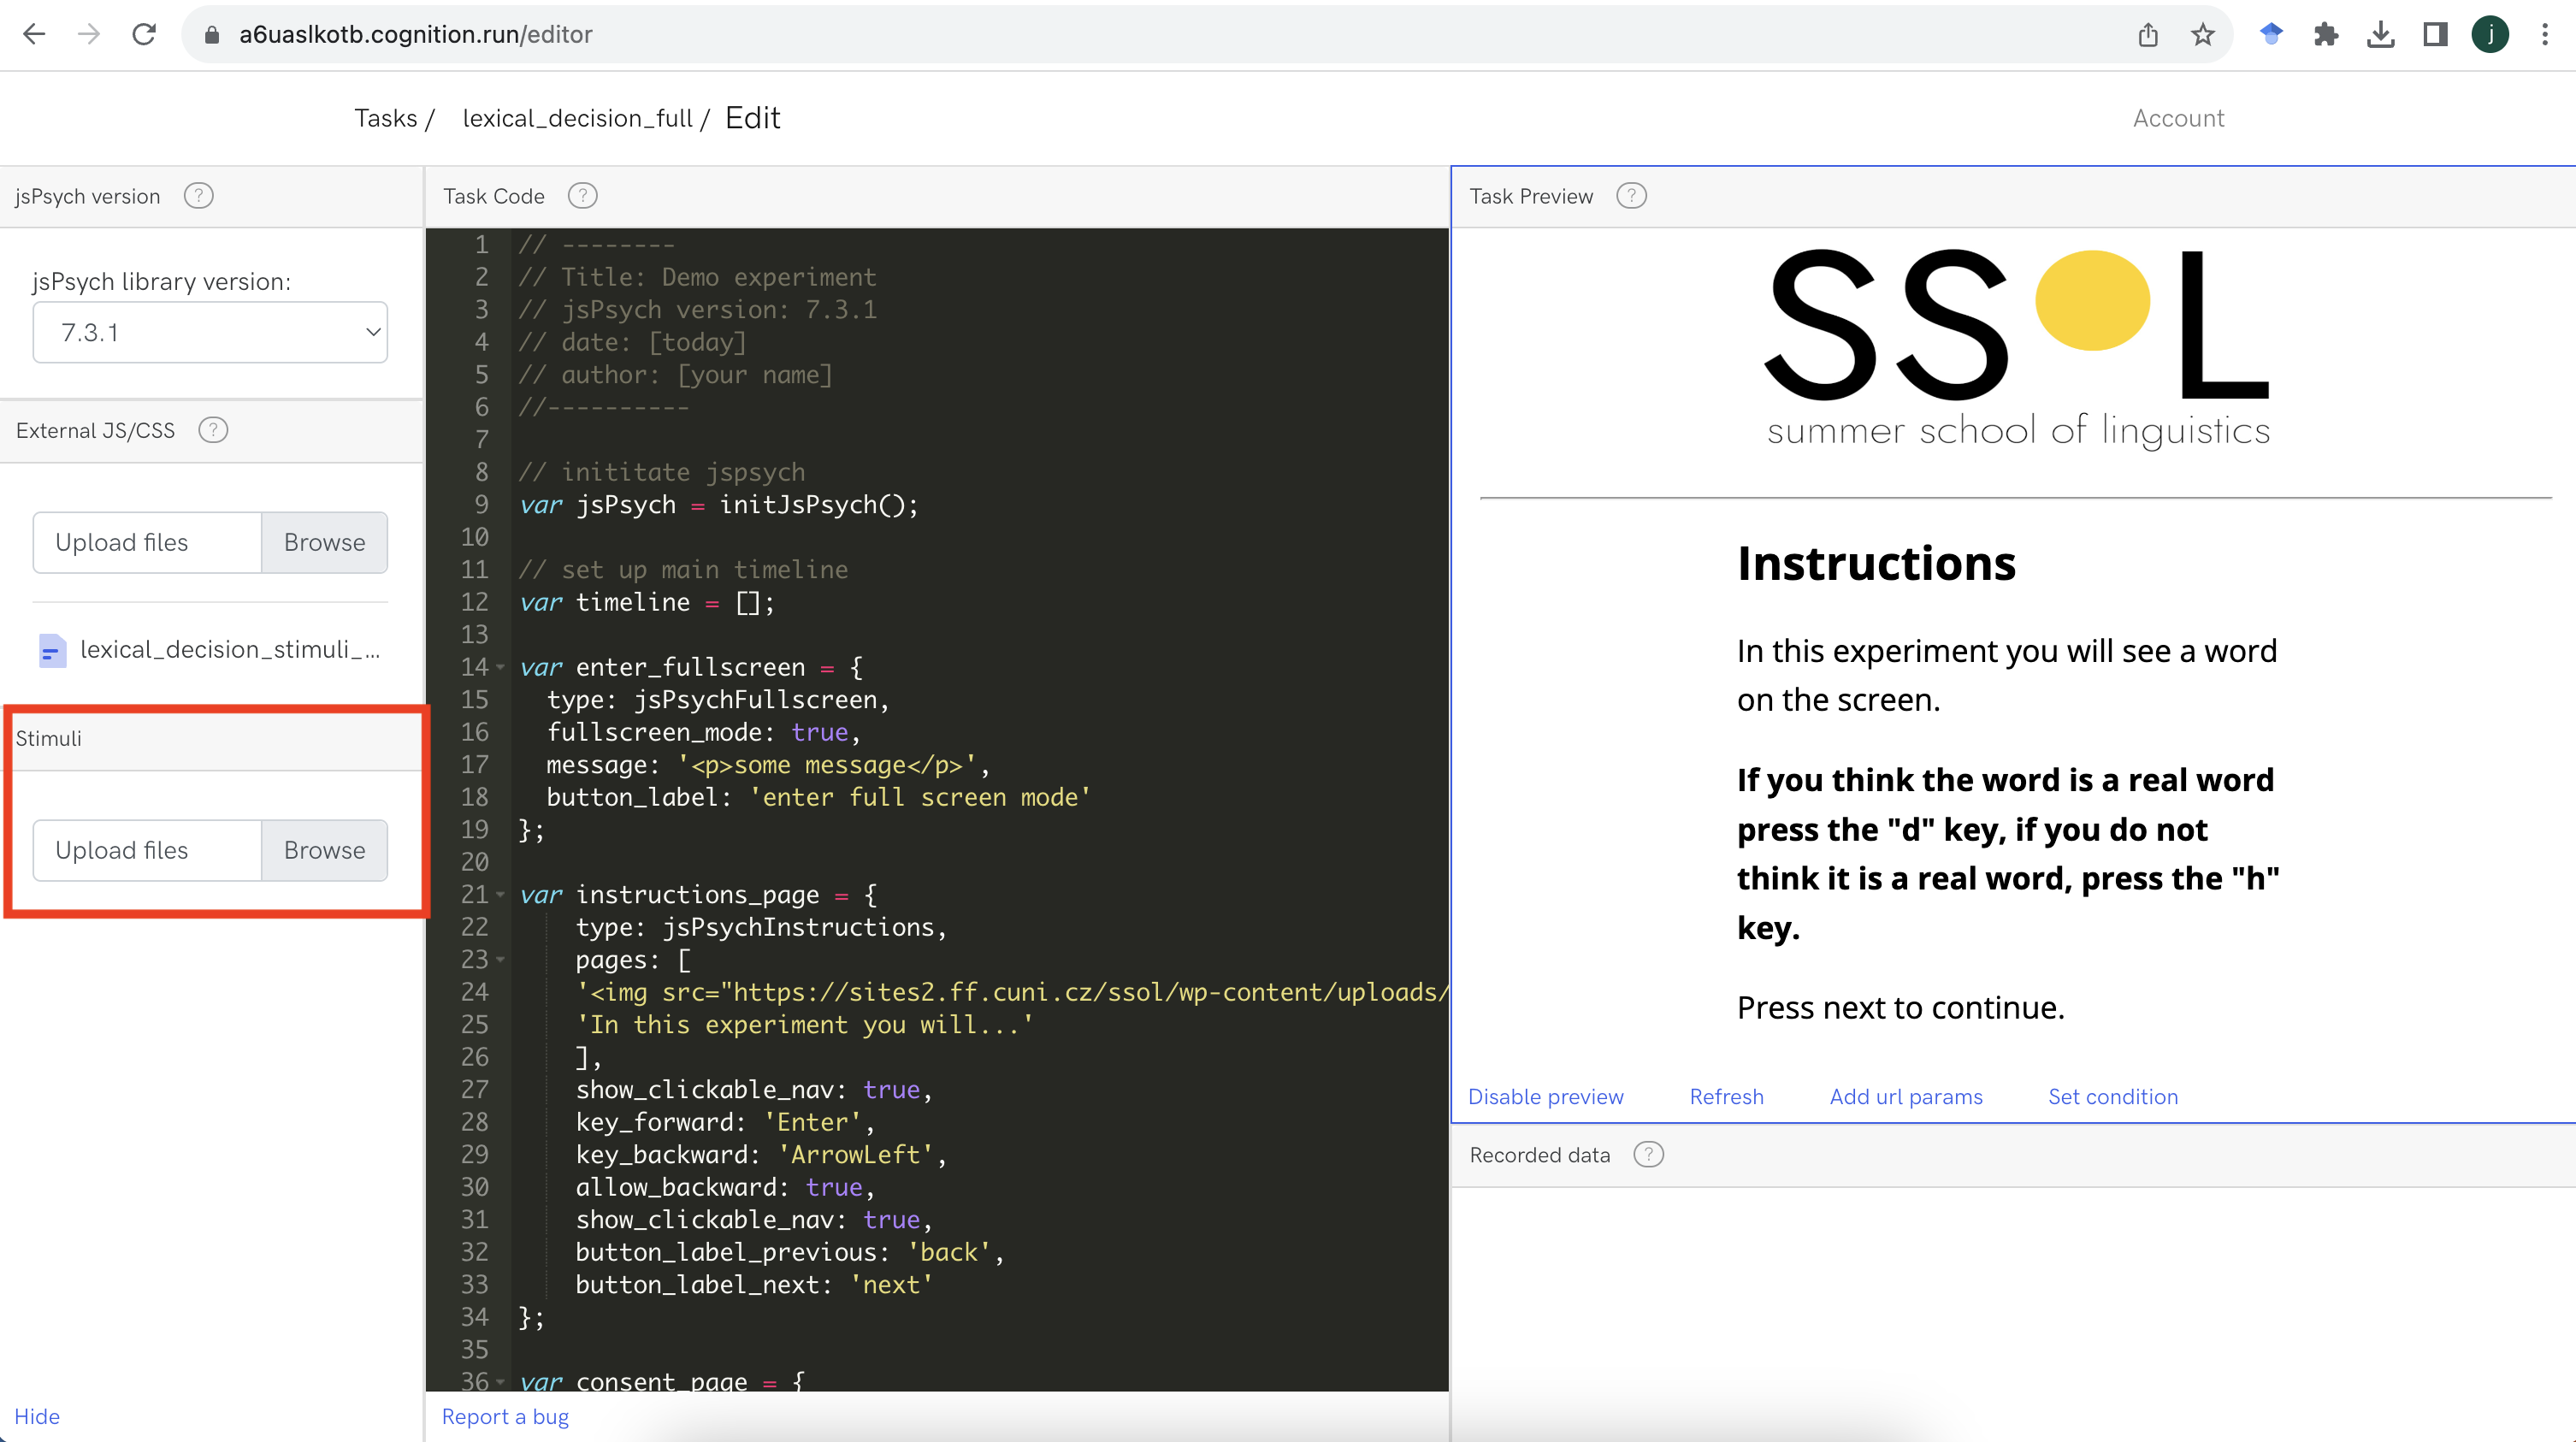 a6uaslkotb.cognition.run/editor
j
Tasks / lexical_decision_full / Edit
Account
jsPsych version ?
jsPsych library version:
7.3.1
External JS/CSS ?
Upload files Browse
lexical_decision_stimuli_...
Stimuli
Upload files Browse
Hide
Task Code ?
1 // --------
2 // Title: Demo experiment
3 // jsPsych version: 7.3.1
4 // date: [today]
5 // author: [your name]
6 //----------
7
8 // inititate jspsych
9 var jsPsych = initJsPsych();
10
11 // set up main timeline
12 var timeline = [];
13
14 var enter_fullscreen = {
15 type: jsPsychFullscreen,
16 fullscreen_mode: true,
17 message: '<p>some message</p>',
18 button_label: 'enter full screen mode'
19 };
20
21 var instructions_page = {
22 type: jsPsychInstructions,
23 pages: [
24 '<img src="https://sites2.ff.cuni.cz/ssol/wp-content/uploads/
25 'In this experiment you will...'
26 ],
27 show_clickable_nav: true,
28 key_forward: 'Enter',
29 key_backward: 'ArrowLeft',
30 allow_backward: true,
31 show_clickable_nav: true,
32 button_label_previous: 'back',
33 button_label_next: 'next'
34 };
35
36 var consent_page = {
Report a bug
Task Preview ?
SSOL
summer school of linguistics
Instructions
In this experiment you will see a word
on the screen.
If you think the word is a real word
press the "d" key, if you do not
think it is a real word, press the "h"
key.
Press next to continue.
Disable preview Refresh Add url params Set condition
Recorded data ?